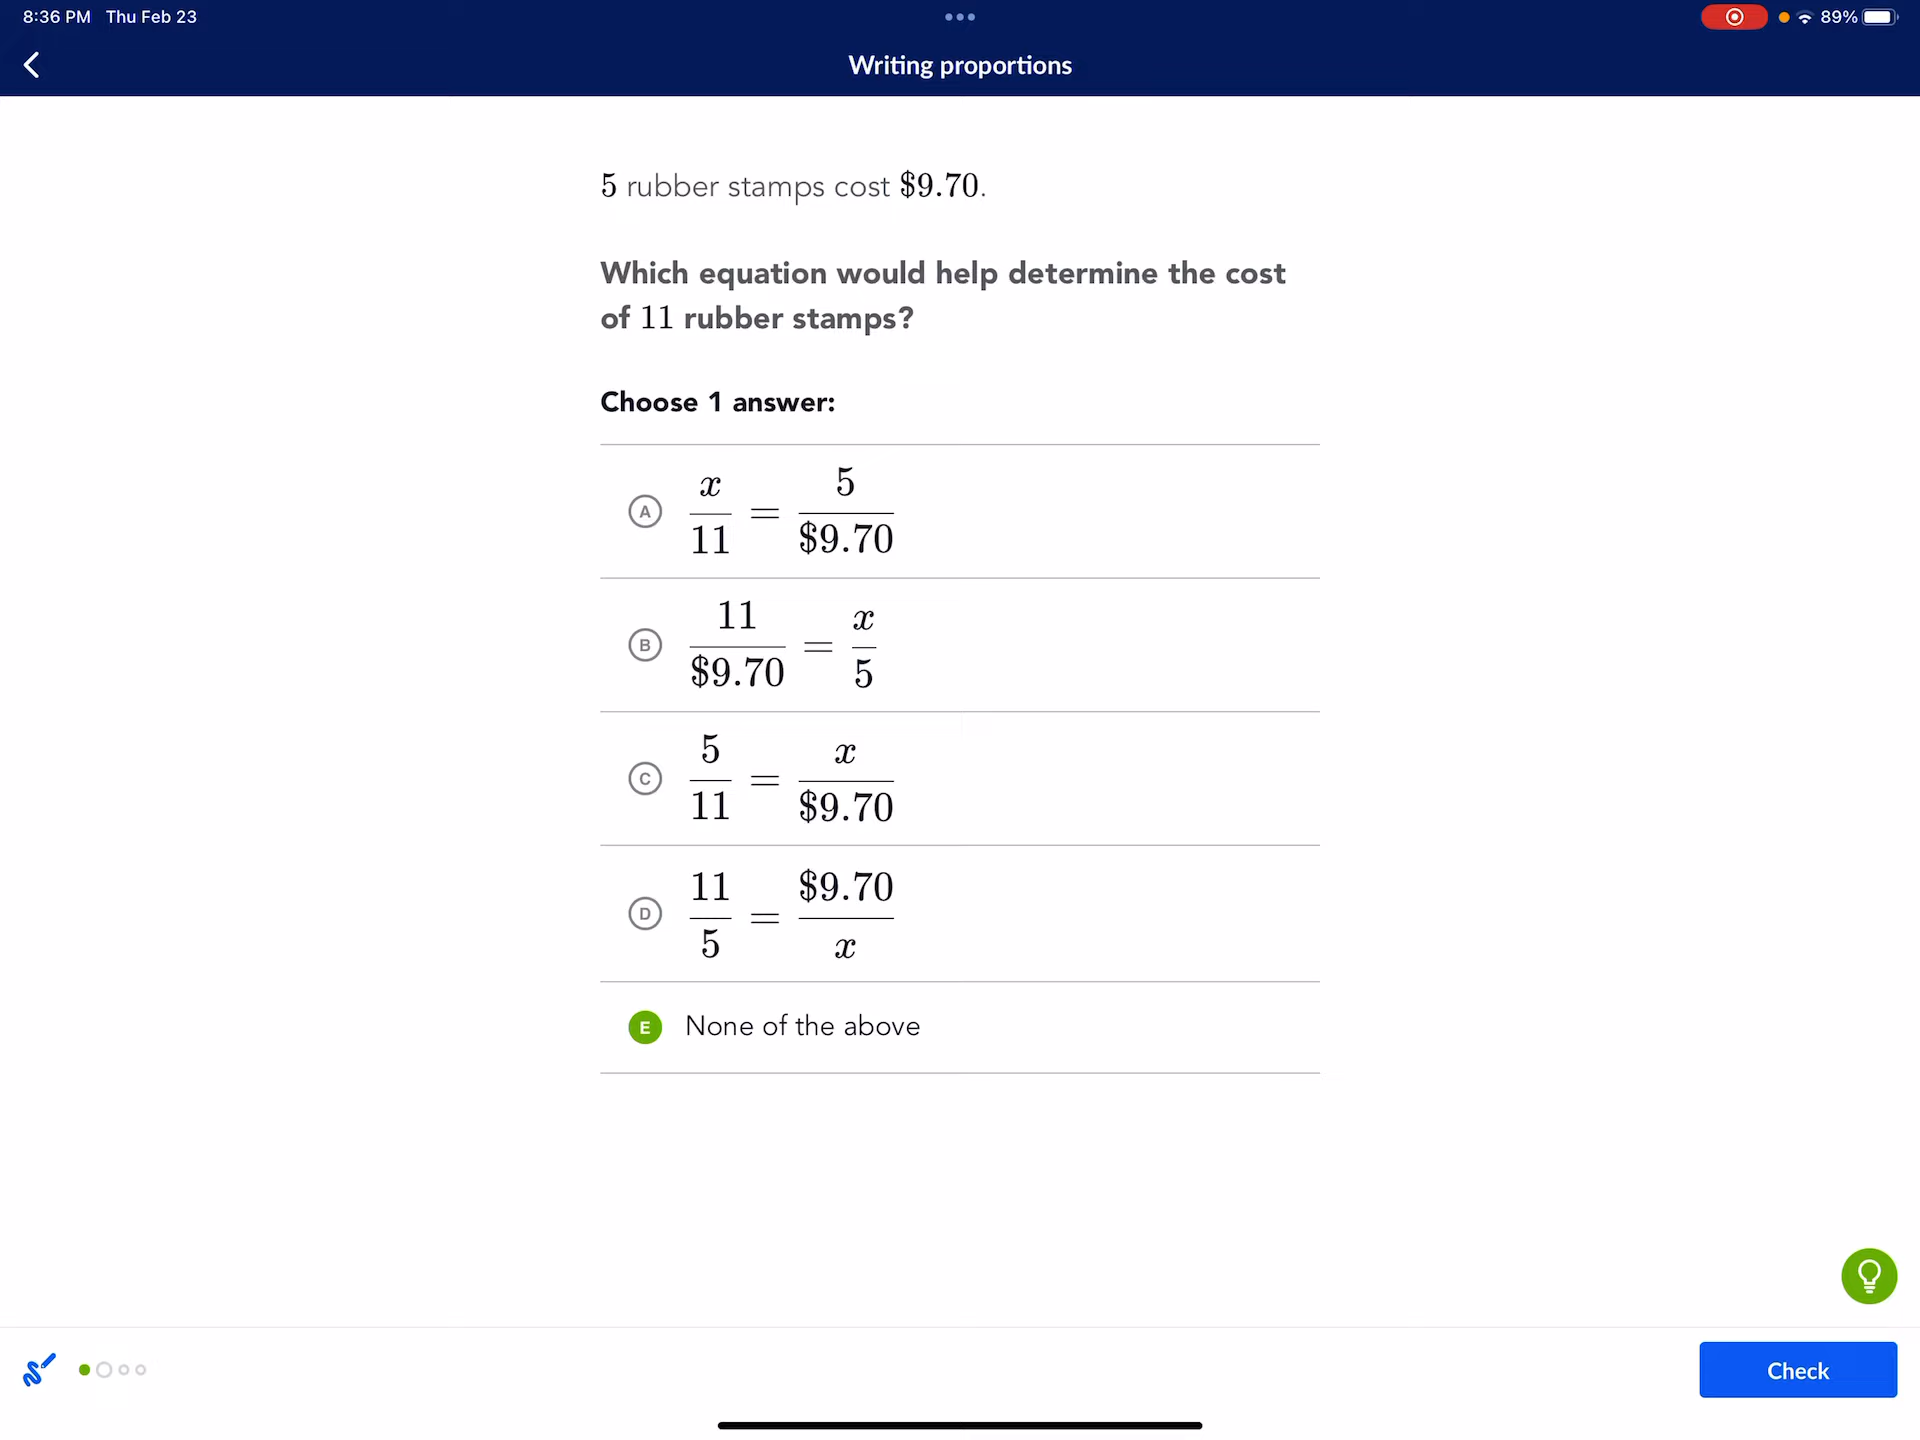 8:36 PM Thu Feb 23
89%
Writing proportions
5 rubber stamps cost $9.70.
Which equation would help determine the cost
of 11 rubber stamps?
Choose 1 answer:
A x/11 = 5/$9.70
B 11/$9.70 = x/5
C 5/11 = x/$9.70
D 11/5 = $9.70/x
E None of the above
Check